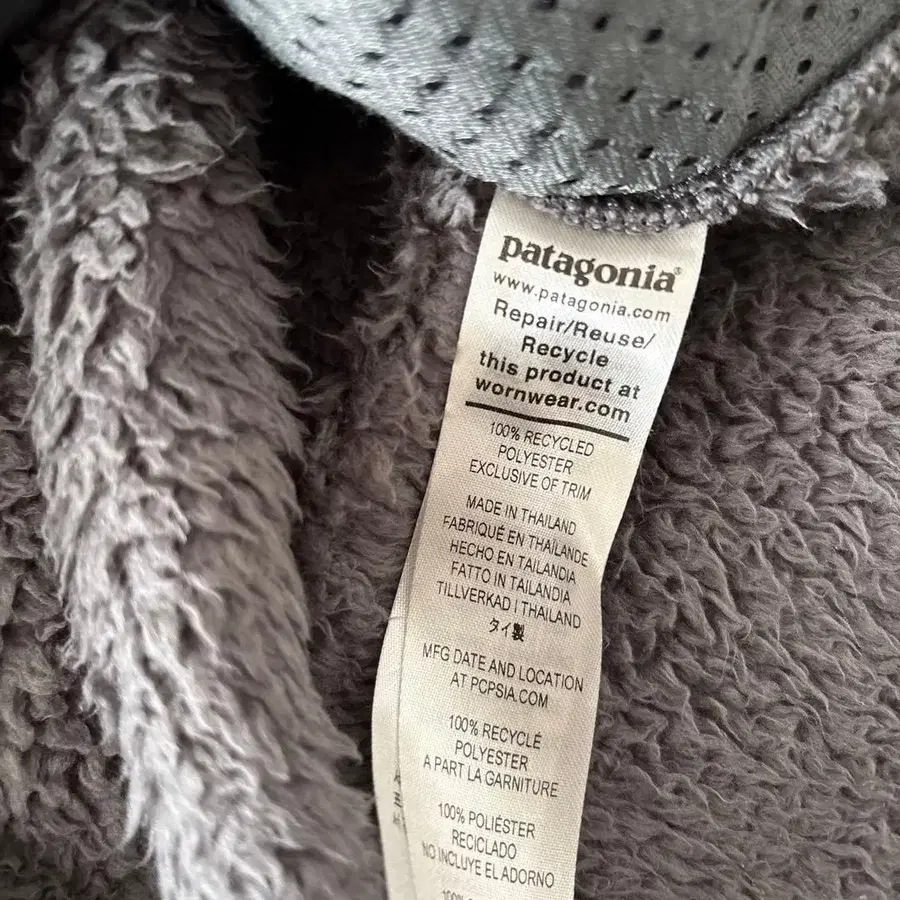 patagonia®
www.patagonia.com
Repair/Reuse/
Recycle
this product at
wornwear.com
100% RECYCLED
POLYESTER
EXCLUSIVE OF TRIM
MADE IN THAILAND
FABRIQUÉ EN THAÏLANDE
HECHO EN TAILANDIA
FATTO IN TAILANDIA
TILLVERKAD I THAILAND
タイ製
MFG DATE AND LOCATION
AT PCPSIA.COM
100% RECYCLÉ
POLYESTER
A PART LA GARNITURE
100% POLIÉSTER
RECICLADO
NO INCLUYE EL ADORNO